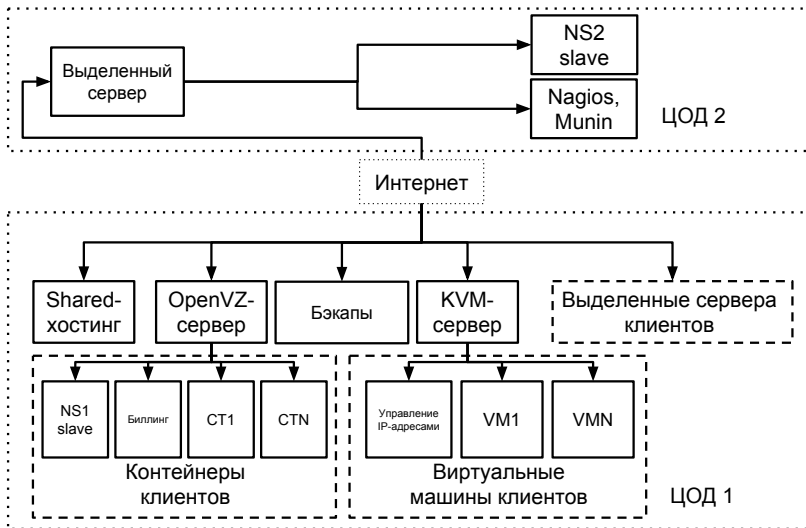 NS2
slave
Выделенный
сервер
Nagios,
Munin
ЦОД 2
Интернет
Shared-
хостинг
OpenVZ-
сервер
Бэкапы
KVM-
сервер
Выделенные сервера
клиентов
NS1
slave
Биллинг
CT1
CTN
Управление
IP-адресами
VM1
VMN
Контейнеры
клиентов
Виртуальные
машины клиентов
ЦОД 1